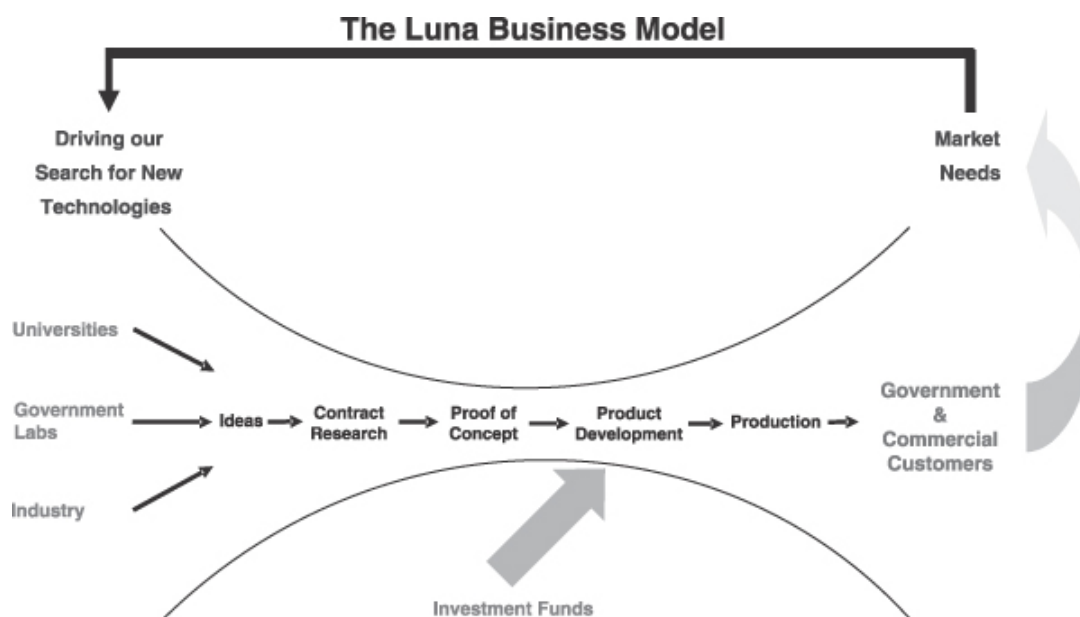 The Luna Business Model
Driving our
Search for New
Technologies
Market
Needs
Universities
Government
Labs
Industry
Ideas
Contract
Research
Proof of
Concept
Product
Development
Production
Government
&
Commercial
Customers
Investment Funds